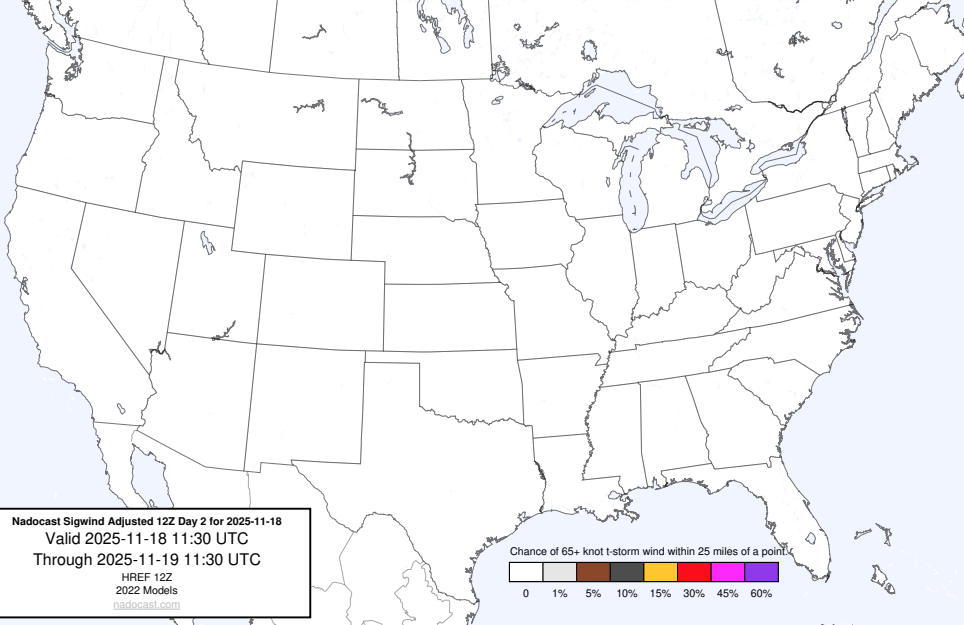 Nadocast Sigwind Adjusted 12Z Day 2 for 2025-11-18
Valid 2025-11-18 11:30 UTC
Through 2025-11-19 11:30 UTC
HREF 12Z
2022 Models
nadocast.com
Chance of 65+ knot t-storm wind within 25 miles of a point.
0 1% 5% 10% 15% 30% 45% 60%